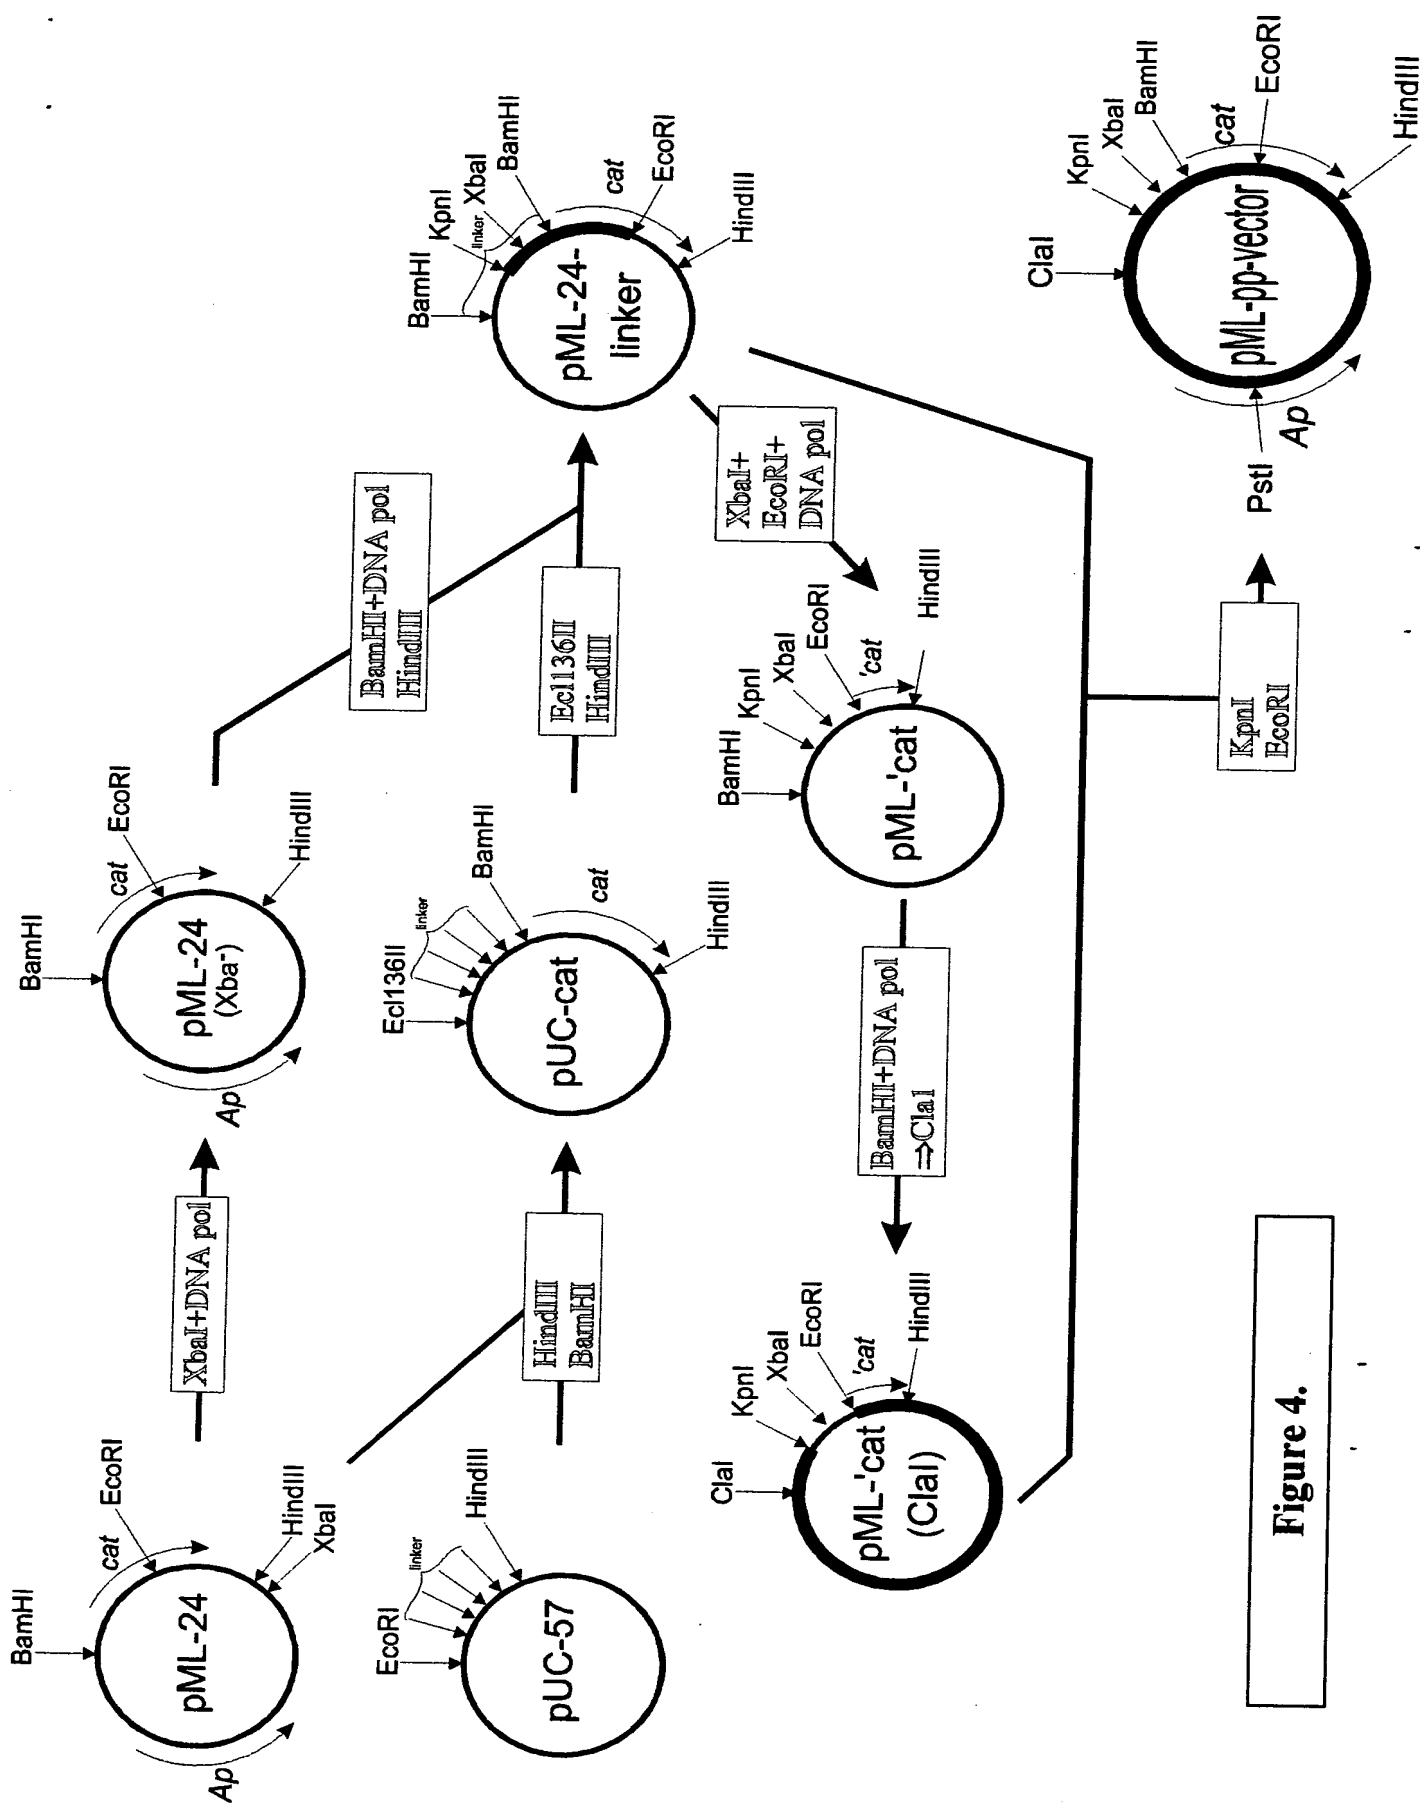 BamHI
cat
EcoRI
pML-24
HindIII
XbaI
Ap
XbaI+DNA pol
BamHI
cat
EcoRI
pML-24
(Xba⁻)
HindIII
Ap
BamHI+DNA pol
HindIII
EcoRI
linker
HindIII
pUC-57
HindIII
BamHI
Ecl136II
linker
BamHI
cat
pUC-cat
HindIII
Ecl136II
HindIII
BamHI
KpnI
linker
XbaI
BamHI
cat
EcoRI
pML-24-
linker
HindIII
XbaI+
EcoRI+
DNA pol
BamHI
KpnI
XbaI
EcoRI
'cat
pML-'cat
HindIII
BamHI+DNA pol
⇒Cla1
ClaI
KpnI
XbaI
EcoRI
'cat
pML-'cat
(ClaI)
HindIII
KpnI
EcoRI
ClaI
KpnI
XbaI
BamHI
cat
EcoRI
pML-pp-vector
HindIII
PstI
Ap
Figure 4.